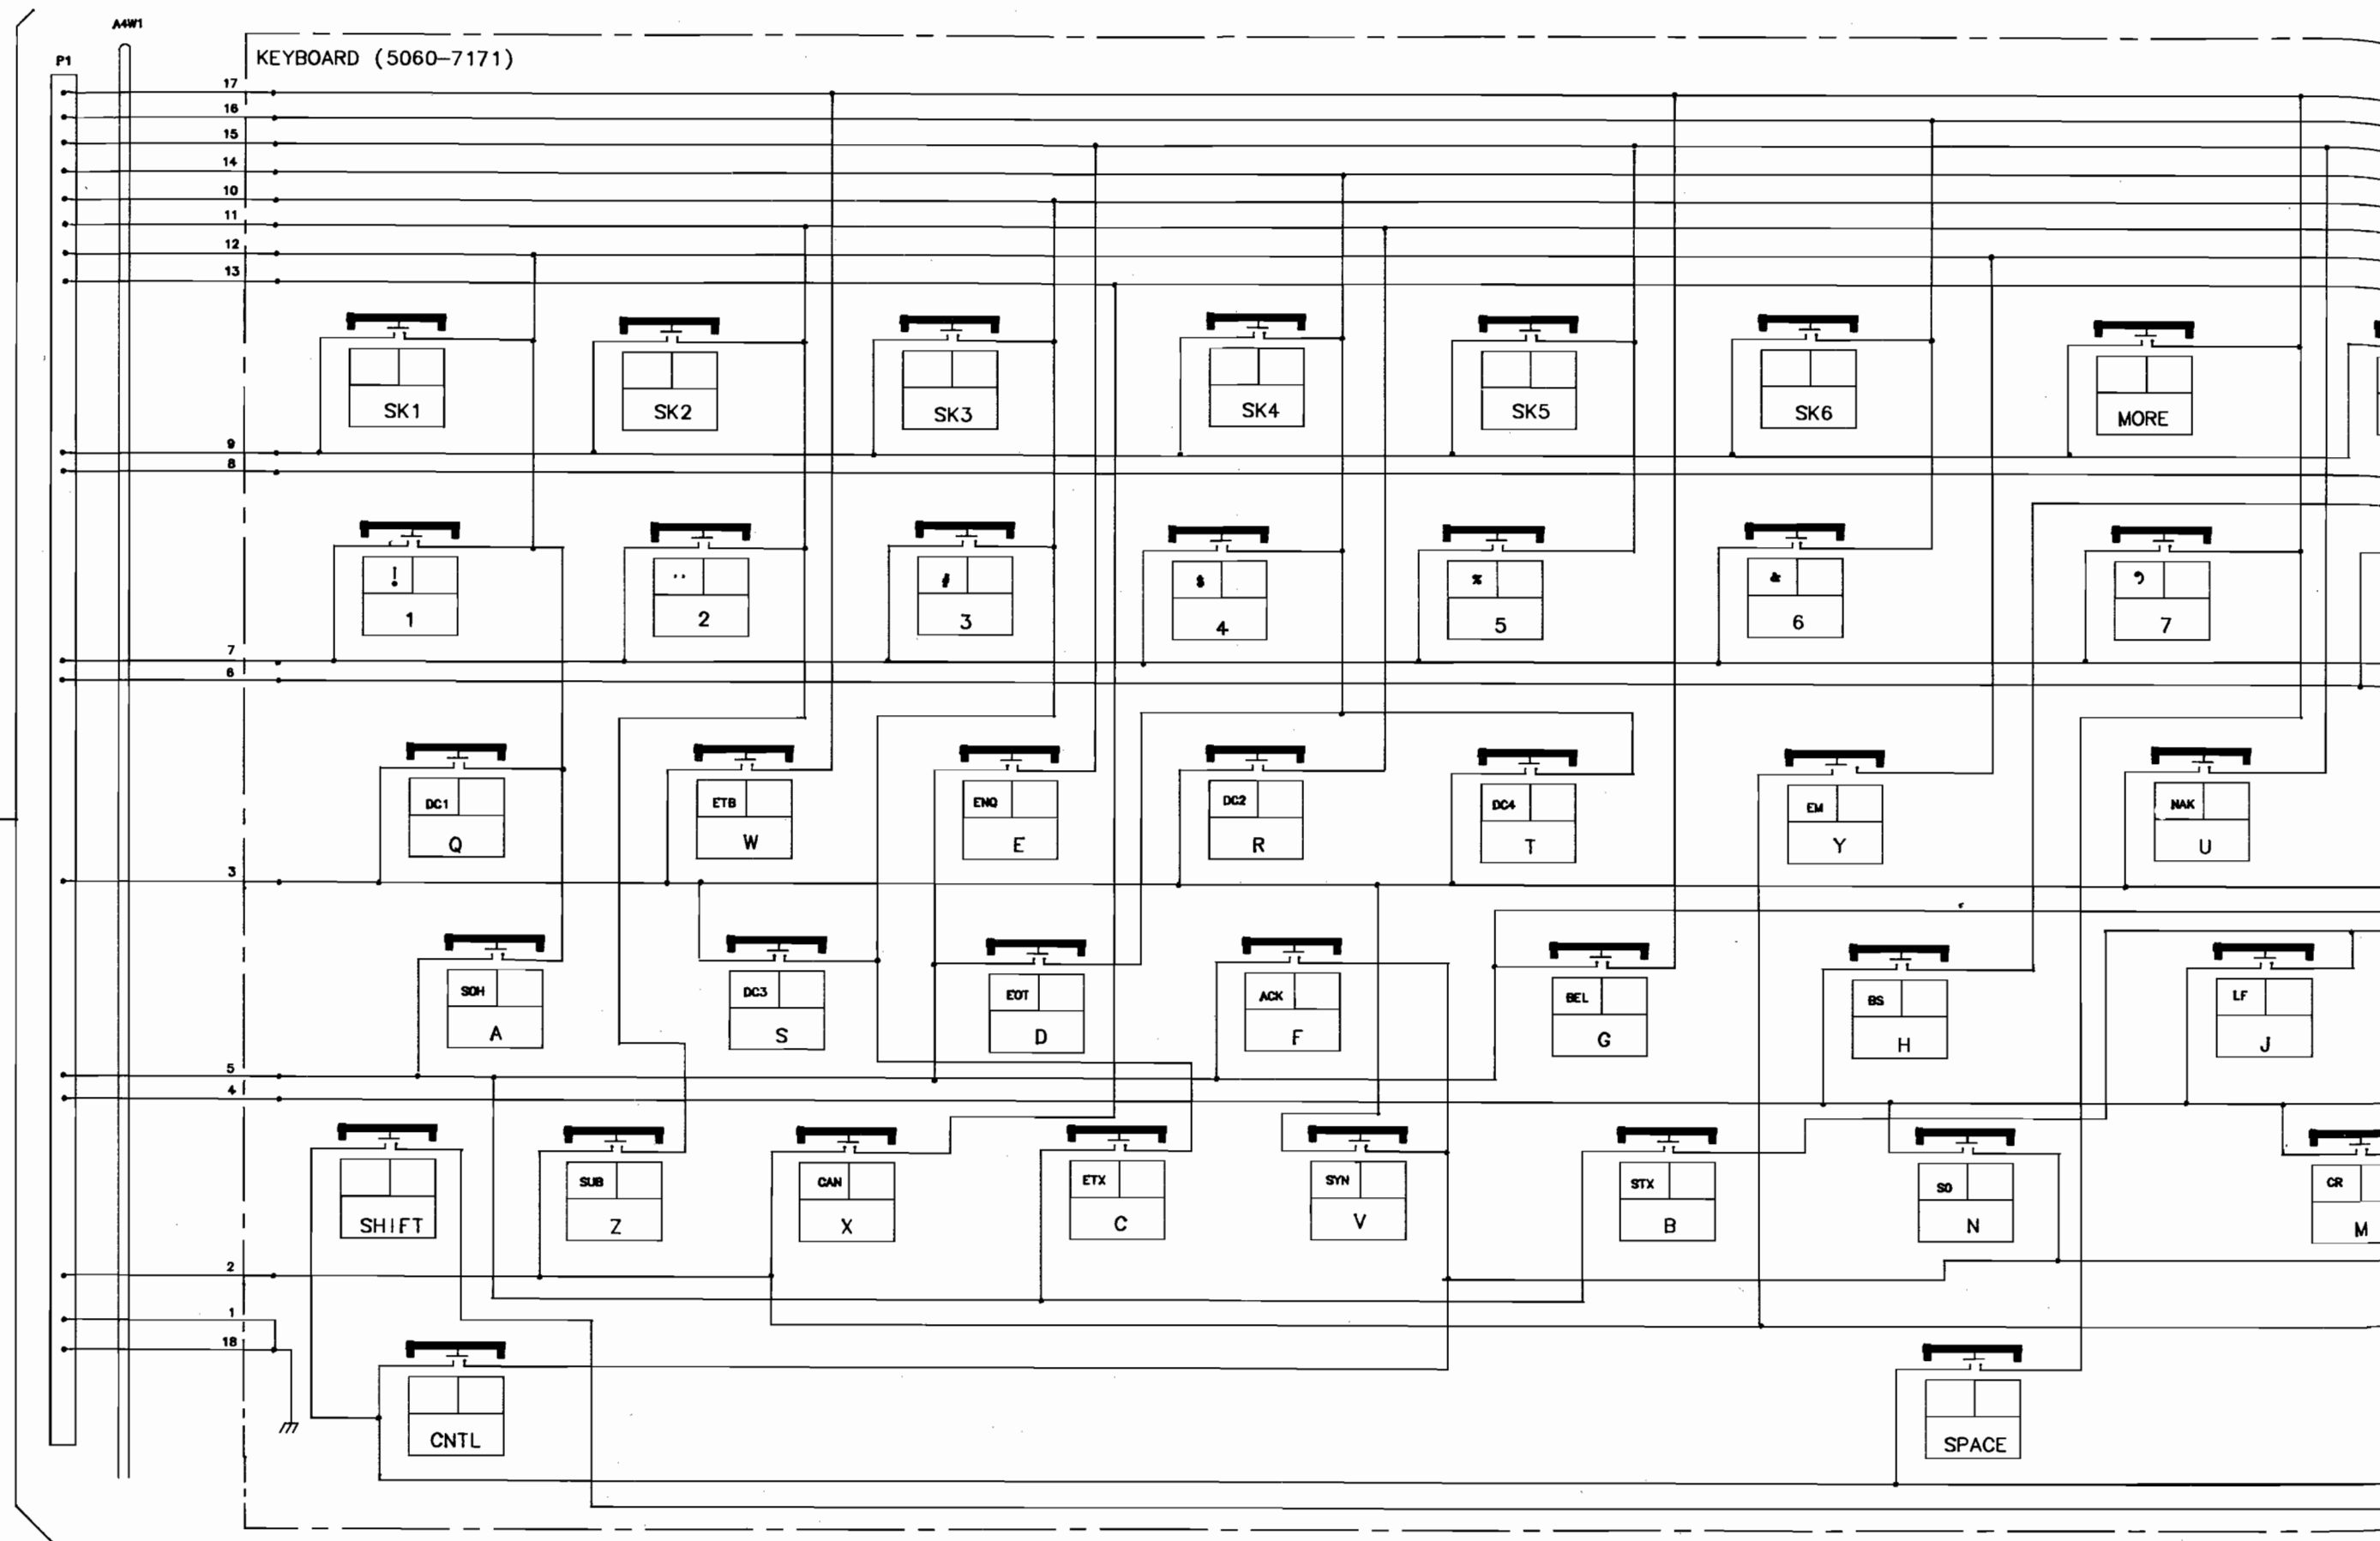 A4W1
P1
KEYBOARD (5060-7171)
17
16
15
14
10
11
12
13
SK1 SK2 SK3 SK4 SK5 SK6 MORE
9
8
! " # $ % & '
1 2 3 4 5 6 7
7
6
DC1 ETB ENQ DC2 DC4 EM NAK
Q W E R T Y U
3
SOH DC3 EOT ACK BEL BS LF
A S D F G H J
5
4
SUB CAN ETX SYN STX SO CR
SHIFT Z X C V B N M
2
1
18
CNTL SPACE